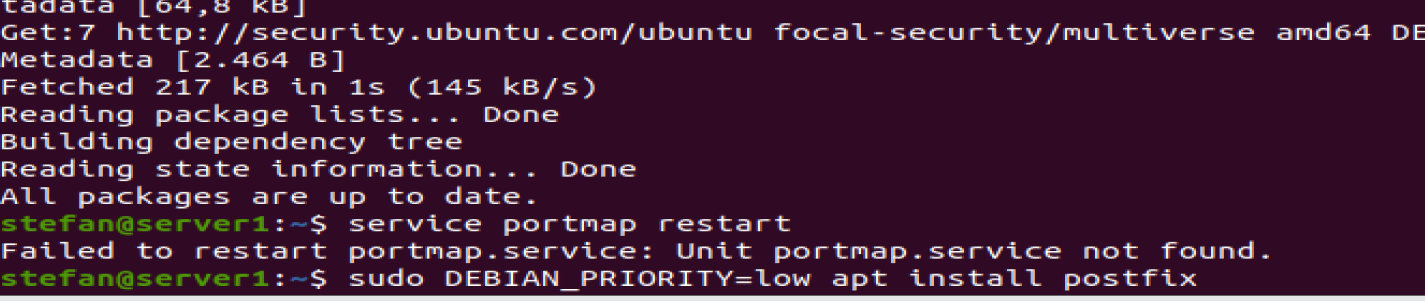 tadata [64,8 kB]
Get:7 http://security.ubuntu.com/ubuntu focal-security/multiverse amd64 DE
Metadata [2.464 B]
Fetched 217 kB in 1s (145 kB/s)
Reading package lists... Done
Building dependency tree
Reading state information... Done
All packages are up to date.
stefan@server1:~$ service portmap restart
Failed to restart portmap.service: Unit portmap.service not found.
stefan@server1:~$ sudo DEBIAN_PRIORITY=low apt install postfix